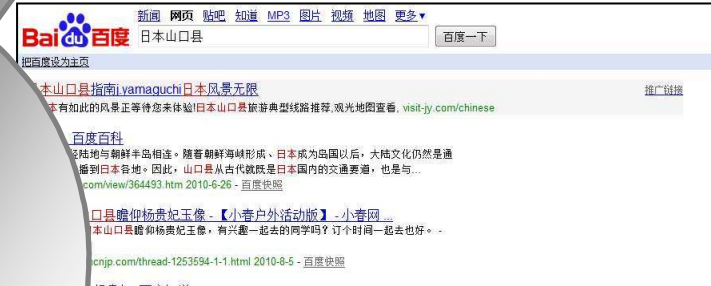 新闻 网页 贴吧 知道 MP3 图片 视频 地图 更多▼
Bai 百度 日本山口县 百度一下
把百度设为主页
本山口县指南j.yamaguchi日本风景无限 推广链接
本有如此的风景正等待您来体验!日本山口县旅游典型线路推荐,观光地图查看, visit-jy.com/chinese
百度百科
陆地与朝鲜半岛相连。随着朝鲜海峡形成、日本成为岛国以后，大陆文化仍然是通
播到日本各地。因此，山口县从古代就既是日本国内的交通要道，也是与...
com/view/364493.htm 2010-6-26 - 百度快照
口县瞻仰杨贵妃玉像 - 【小春户外活动版】 - 小春网 ...
本山口县瞻仰杨贵妃玉像，有兴趣一起去的同学吗？订个时间一起去也好。 -
cnjp.com/thread-1253594-1-1.html 2010-8-5 - 百度快照